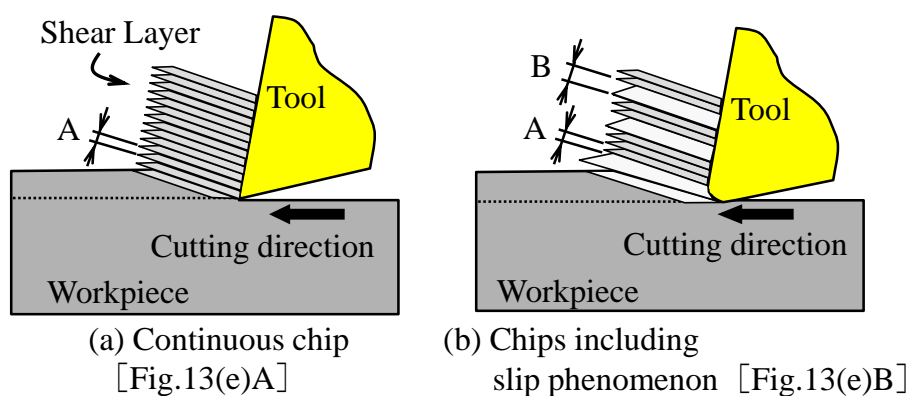 Shear Layer
A
Tool
Cutting direction
Workpiece
(a) Continuous chip
［Fig.13(e)A］
B
A
Tool
Cutting direction
Workpiece
(b) Chips including
slip phenomenon［Fig.13(e)B］